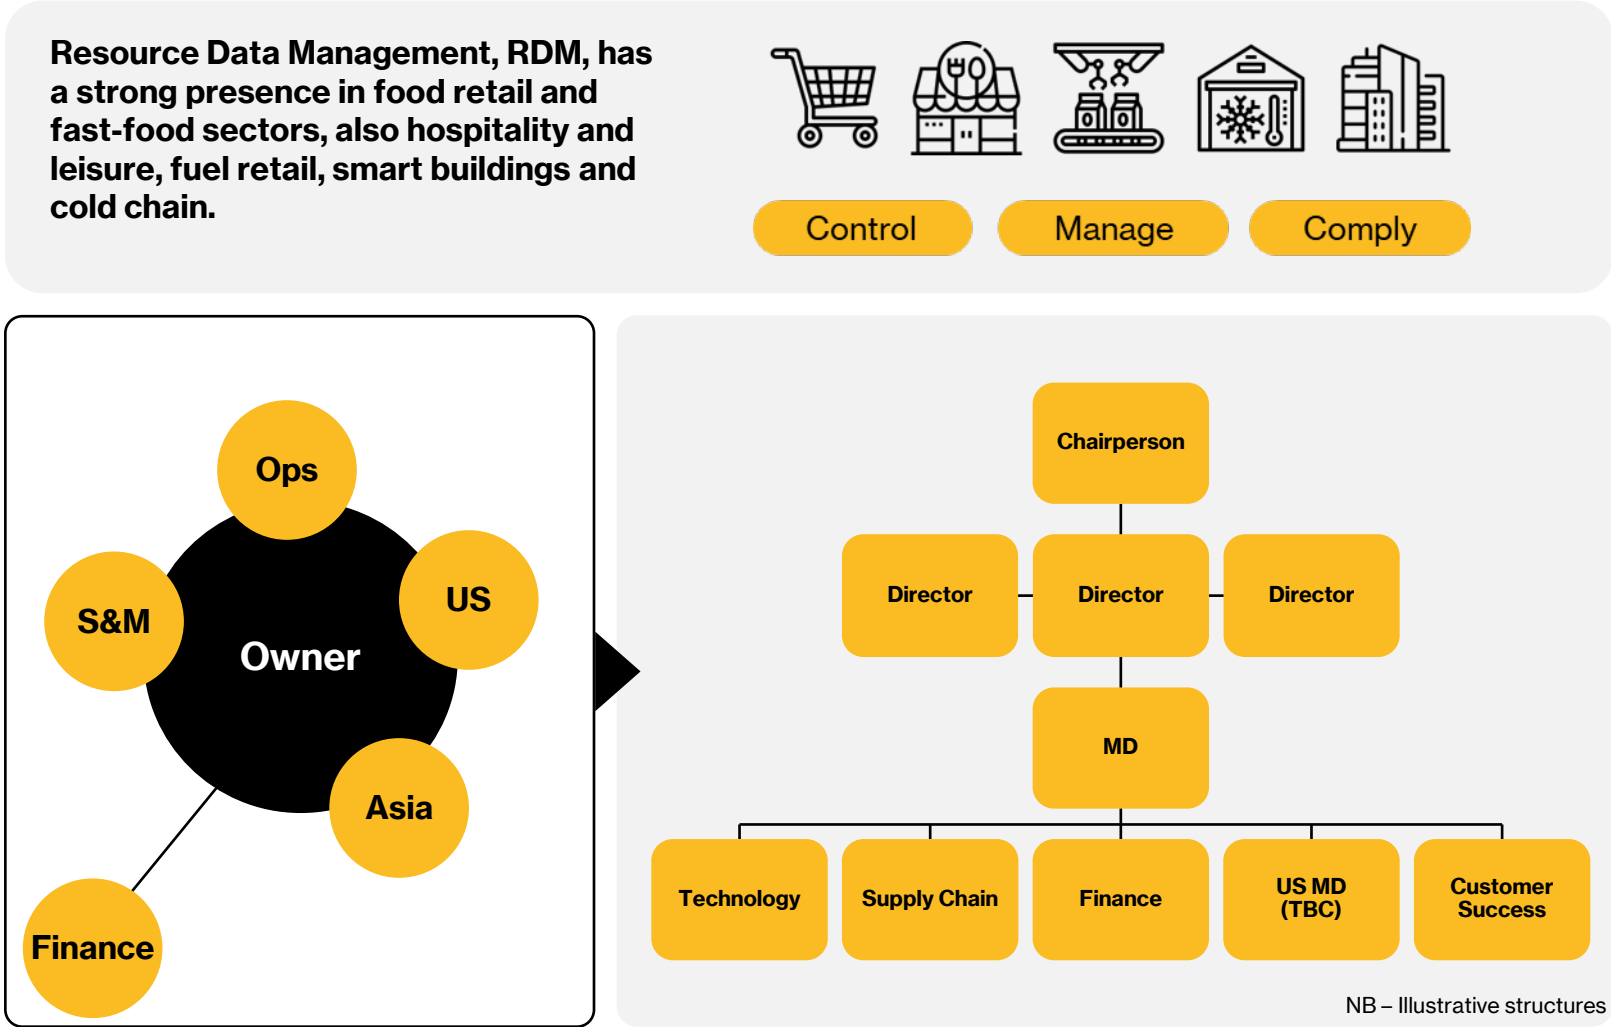 Resource Data Management, RDM, has
a strong presence in food retail and
fast-food sectors, also hospitality and
leisure, fuel retail, smart buildings and
cold chain.
Control
Manage
Comply
Ops
US
S&M
Owner
Asia
Finance
Chairperson
Director
Director
Director
MD
Technology
Supply Chain
Finance
US MD
(TBC)
Customer
Success
NB – Illustrative structures